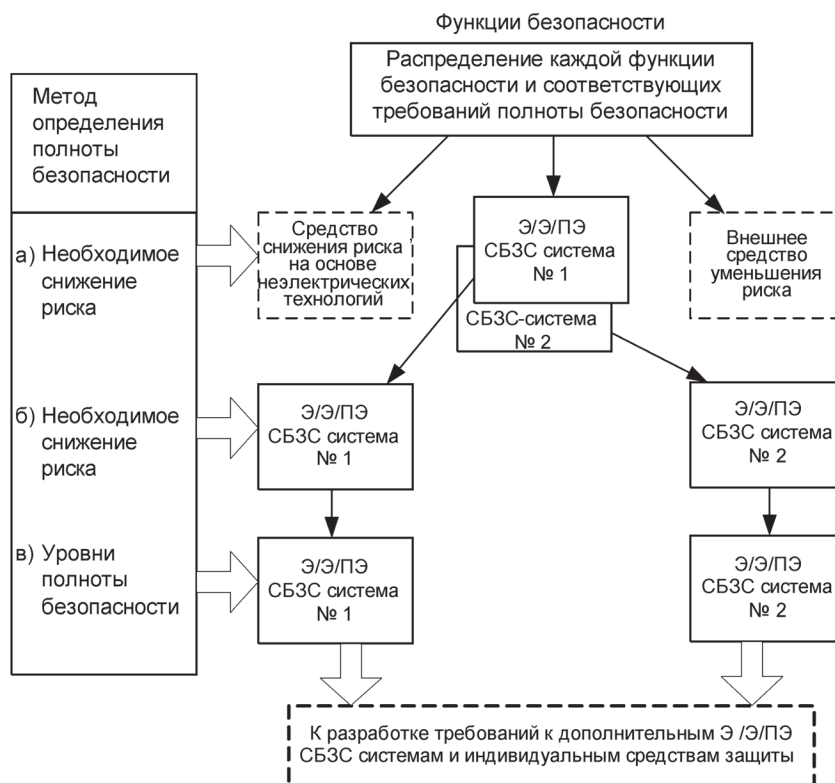 Функции безопасности
Распределение каждой функции
безопасности и соответствующих
требований полноты безопасности
Метод
определения
полноты
безопасности
а) Необходимое
снижение
риска
Средство
снижения риска
на основе
неэлектрических
технологий
Э/Э/ПЭ
СБЗС система
№ 1
СБЗС-система
№ 2
Внешнее
средство
уменьшения
риска
б) Необходимое
снижение
риска
Э/Э/ПЭ
СБЗС система
№ 1
Э/Э/ПЭ
СБЗС система
№ 2
в) Уровни
полноты
безопасности
Э/Э/ПЭ
СБЗС система
№ 1
Э/Э/ПЭ
СБЗС система
№ 2
К разработке требований к дополнительным Э /Э/ПЭ
СБЗС системам и индивидуальным средствам защиты